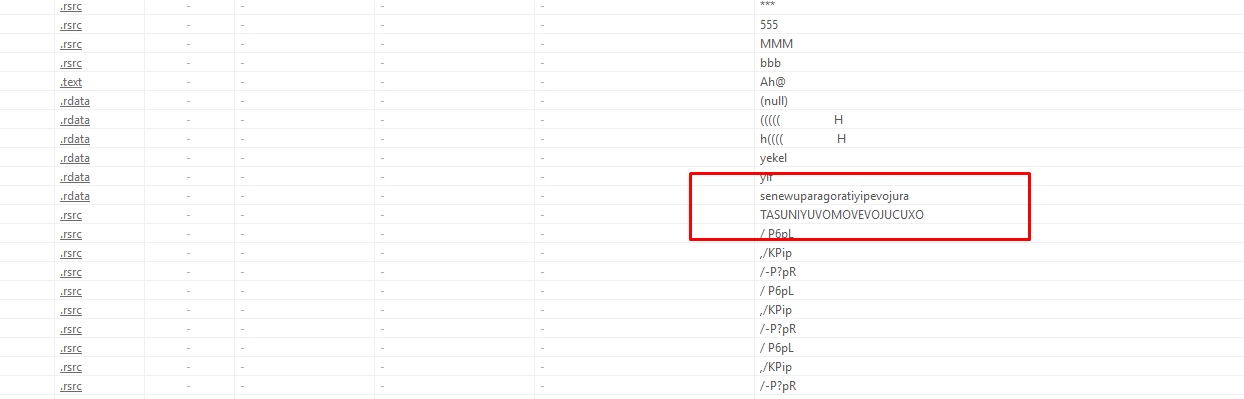 .rsrc - - - - ***
.rsrc - - - - 555
.rsrc - - - - MMM
.rsrc - - - - bbb
.text - - - - Ah@
.rdata - - - - (null)
.rdata - - - - ((((( H
.rdata - - - - h(((( H
.rdata - - - - yekel
.rdata - - - -
.rdata - - - - senewuparagoratiyipevojura
.rsrc - - - - TASUNIYUVOMOVEVOJUCUXO
.rsrc - - - - / P6pL
.rsrc - - - - ,/KPip
.rsrc - - - - /-P?pR
.rsrc - - - - / P6pL
.rsrc - - - - ,/KPip
.rsrc - - - - /-P?pR
.rsrc - - - - / P6pL
.rsrc - - - - ,/KPip
.rsrc - - - - /-P?pR